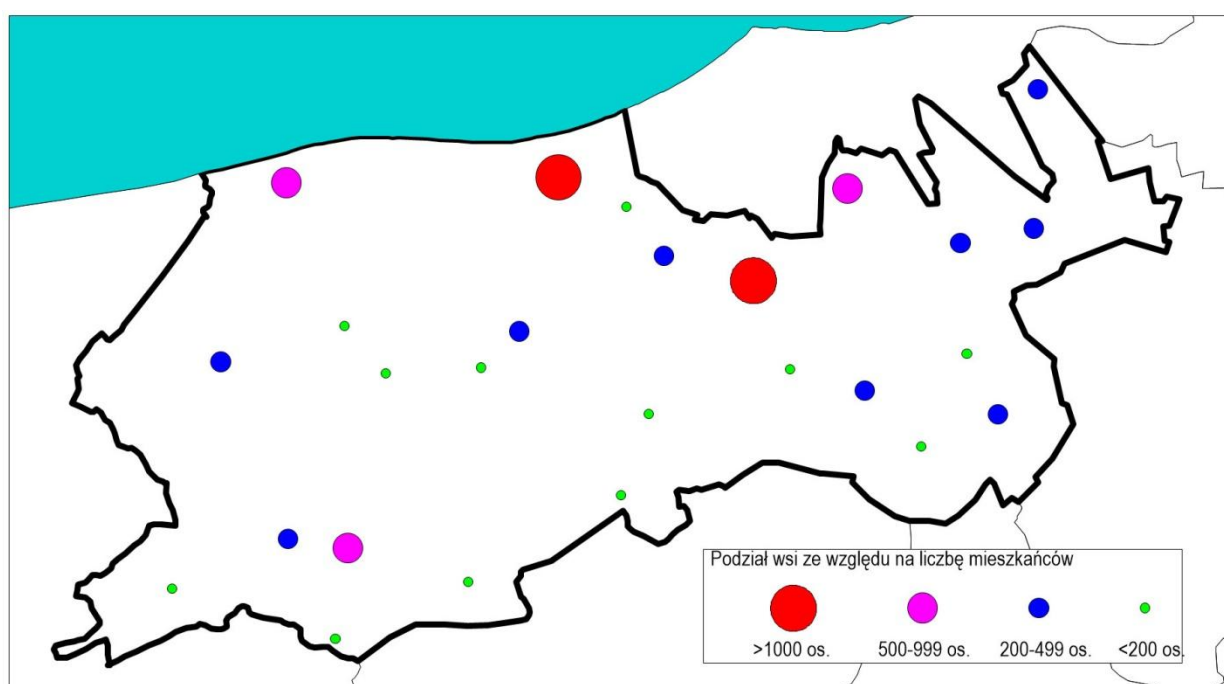 Podział wsi ze względu na liczbę mieszkańców
>1000 os. 500-999 os. 200-499 os. <200 os.